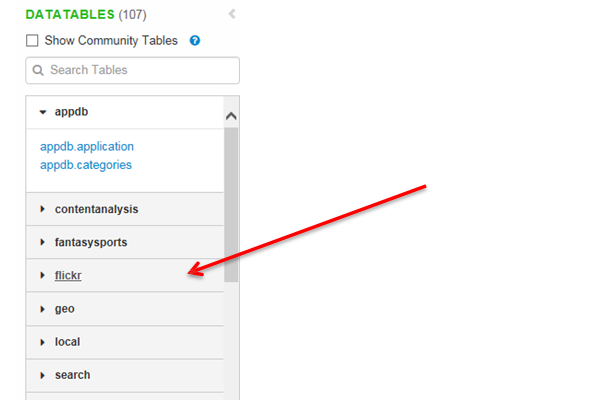 DATATABLES (107)
Show Community Tables ?
Search Tables
appdb
appdb.application
appdb.categories
contentanalysis
fantasysports
flickr
geo
local
search